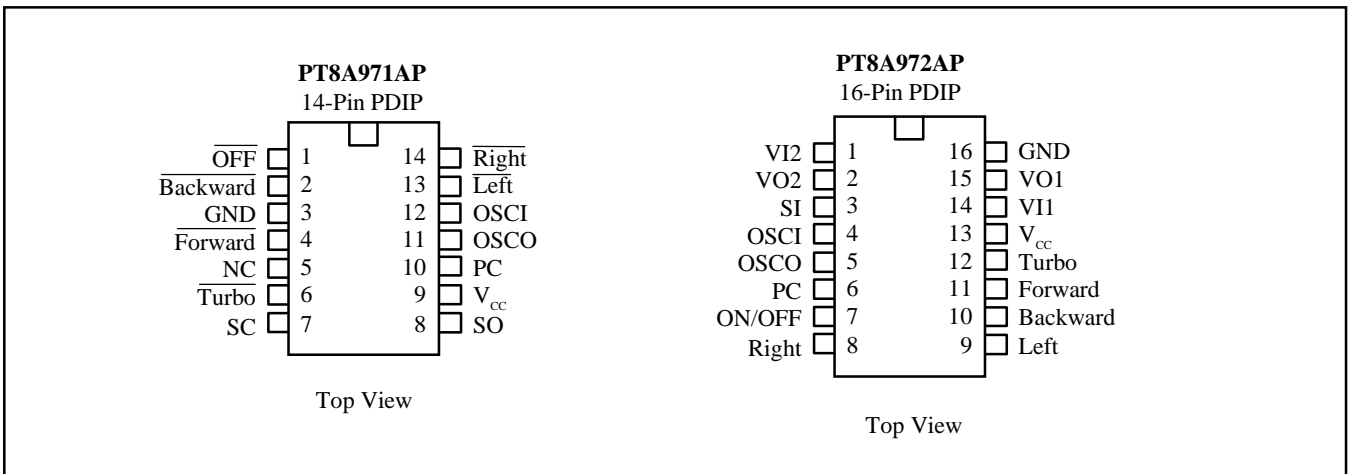 PT8A971AP
14-Pin PDIP
OFF 1 14 Right
Backward 2 13 Left
GND 3 12 OSCI
Forward 4 11 OSCO
NC 5 10 PC
Turbo 6 9 VCC
SC 7 8 SO
Top View
PT8A972AP
16-Pin PDIP
VI2 1 16 GND
VO2 2 15 VO1
SI 3 14 VI1
OSCI 4 13 VCC
OSCO 5 12 Turbo
PC 6 11 Forward
ON/OFF 7 10 Backward
Right 8 9 Left
Top View